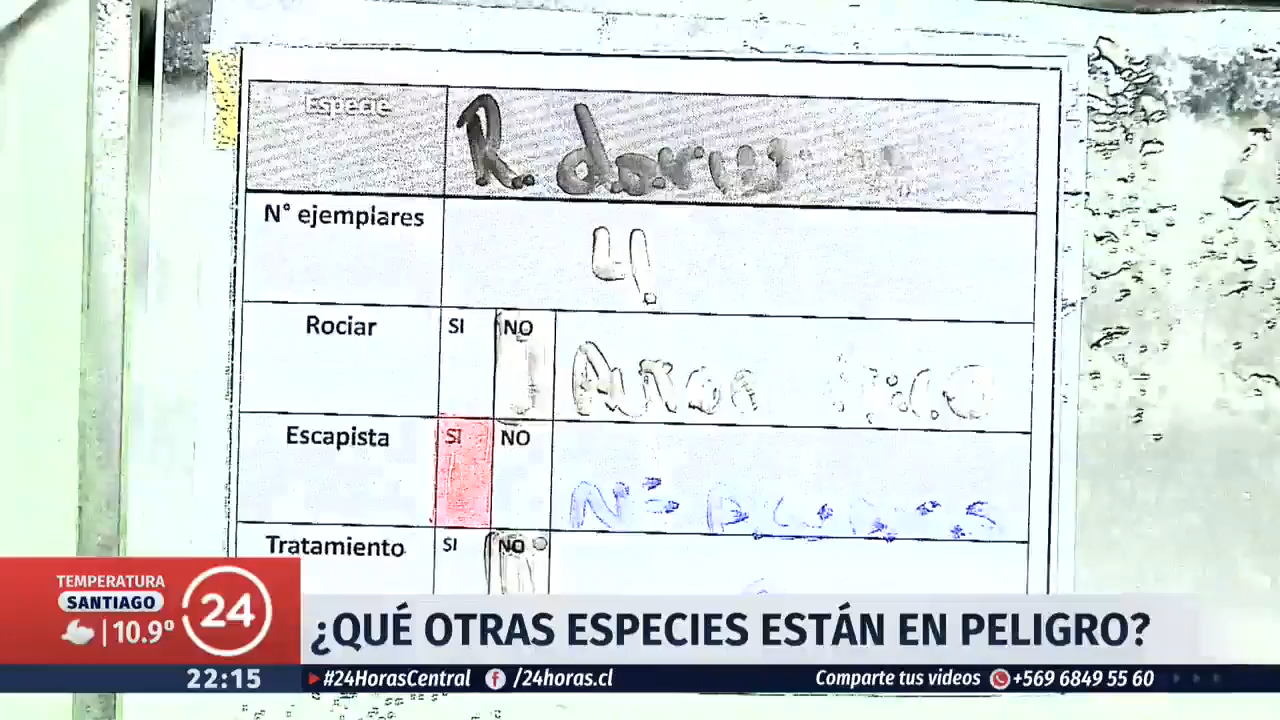 Especie
R. darwi
N° ejemplares
4.
Rociar
SI
NO
Escapista
SI
NO
Tratamiento
SI
NO
TEMPERATURA
SANTIAGO
10.9°
24
¿QUÉ OTRAS ESPECIES ESTÁN EN PELIGRO?
22:15
#24HorasCentral
/24horas.cl
Comparte tus videos
+569 6849 55 60